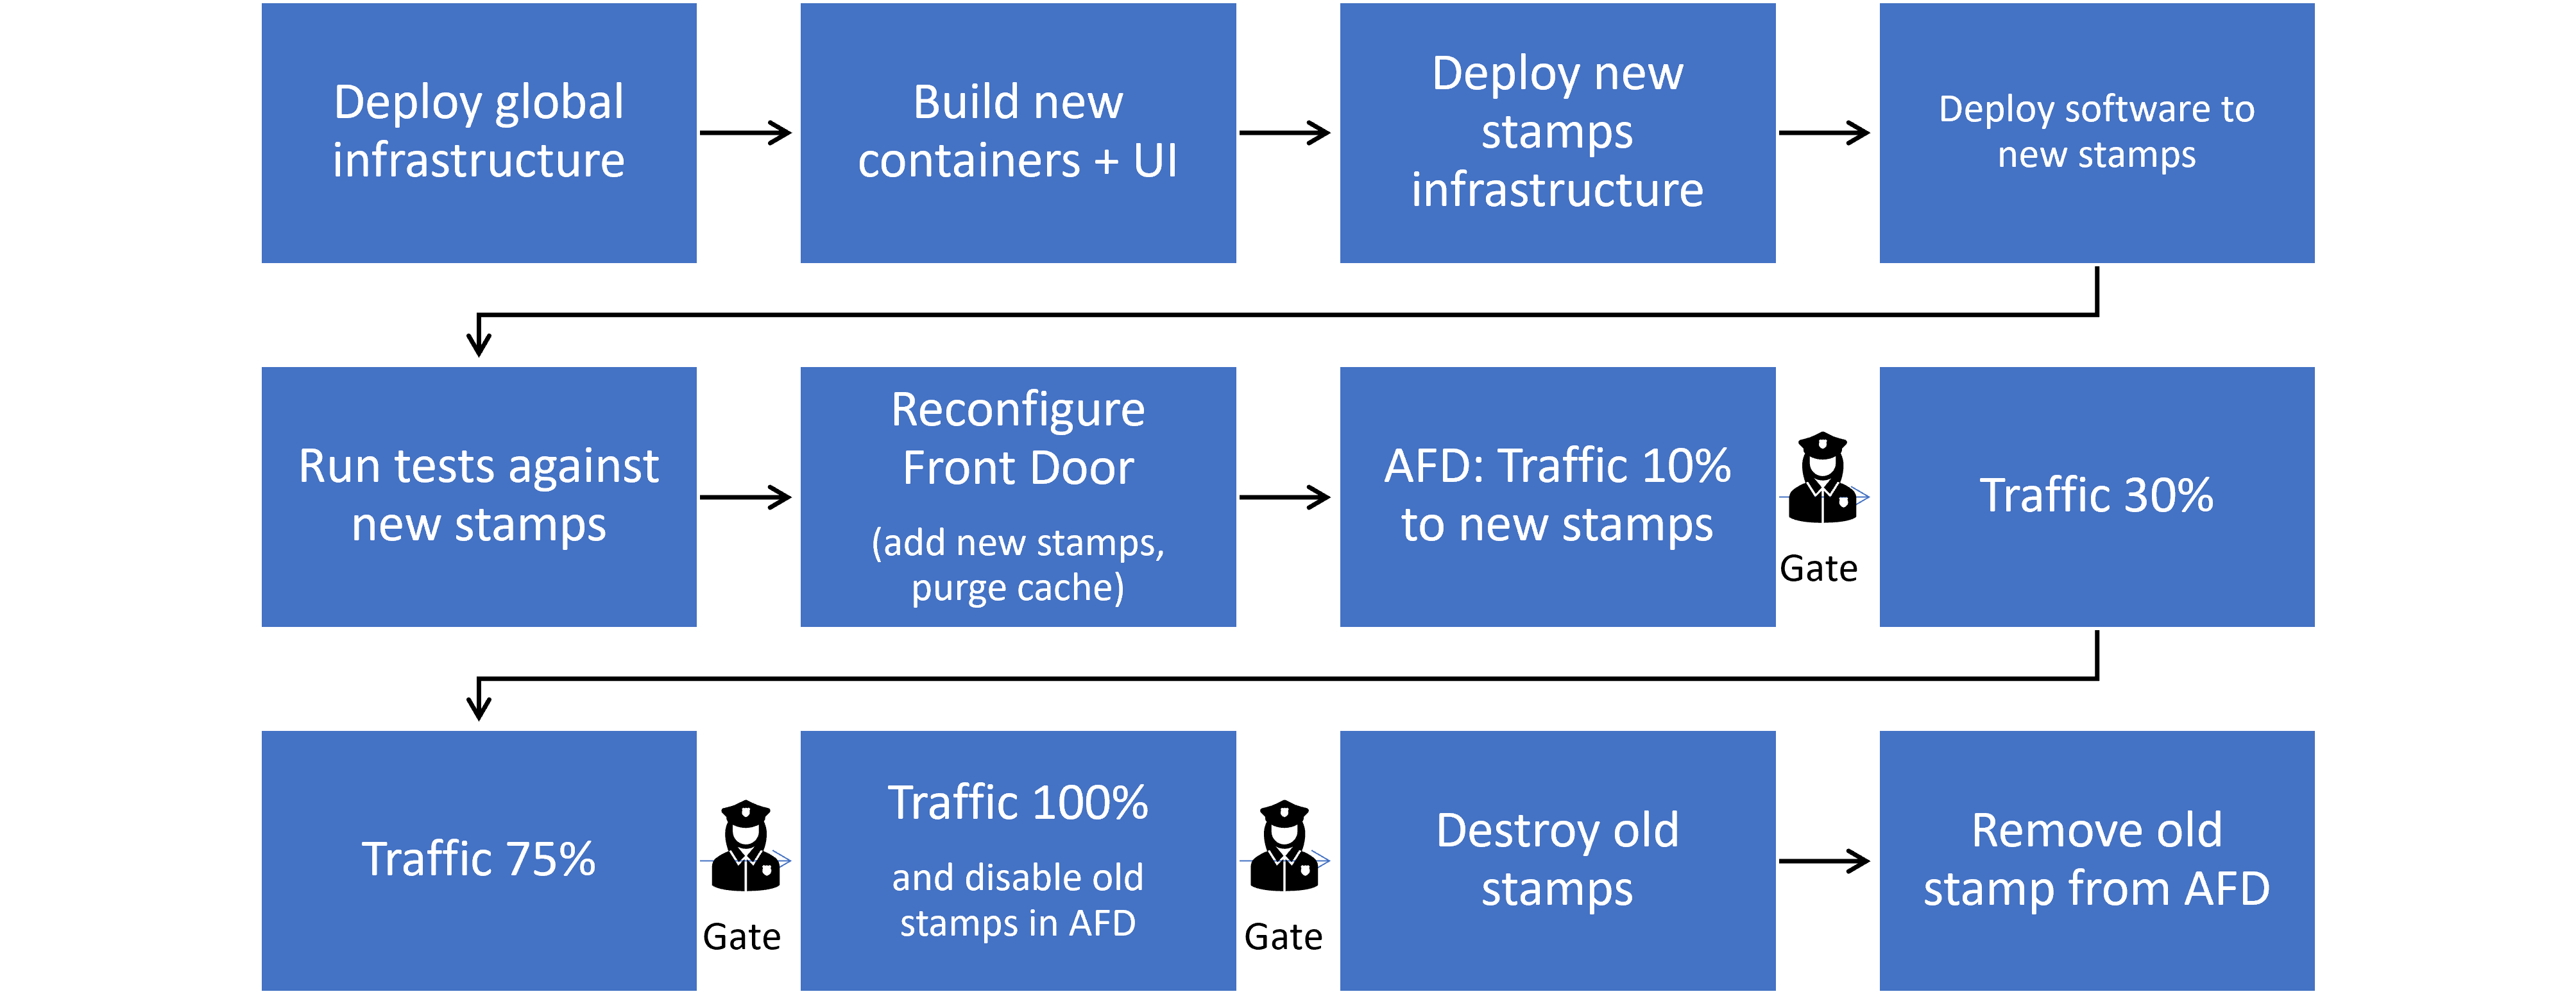 Deploy global
infrastructure
Build new
containers + UI
Deploy new
stamps
infrastructure
Deploy software to
new stamps
Run tests against
new stamps
Reconfigure
Front Door
(add new stamps,
purge cache)
AFD: Traffic 10%
to new stamps
Gate
Traffic 30%
Traffic 75%
Gate
Traffic 100%
and disable old
stamps in AFD
Gate
Destroy old
stamps
Remove old
stamp from AFD